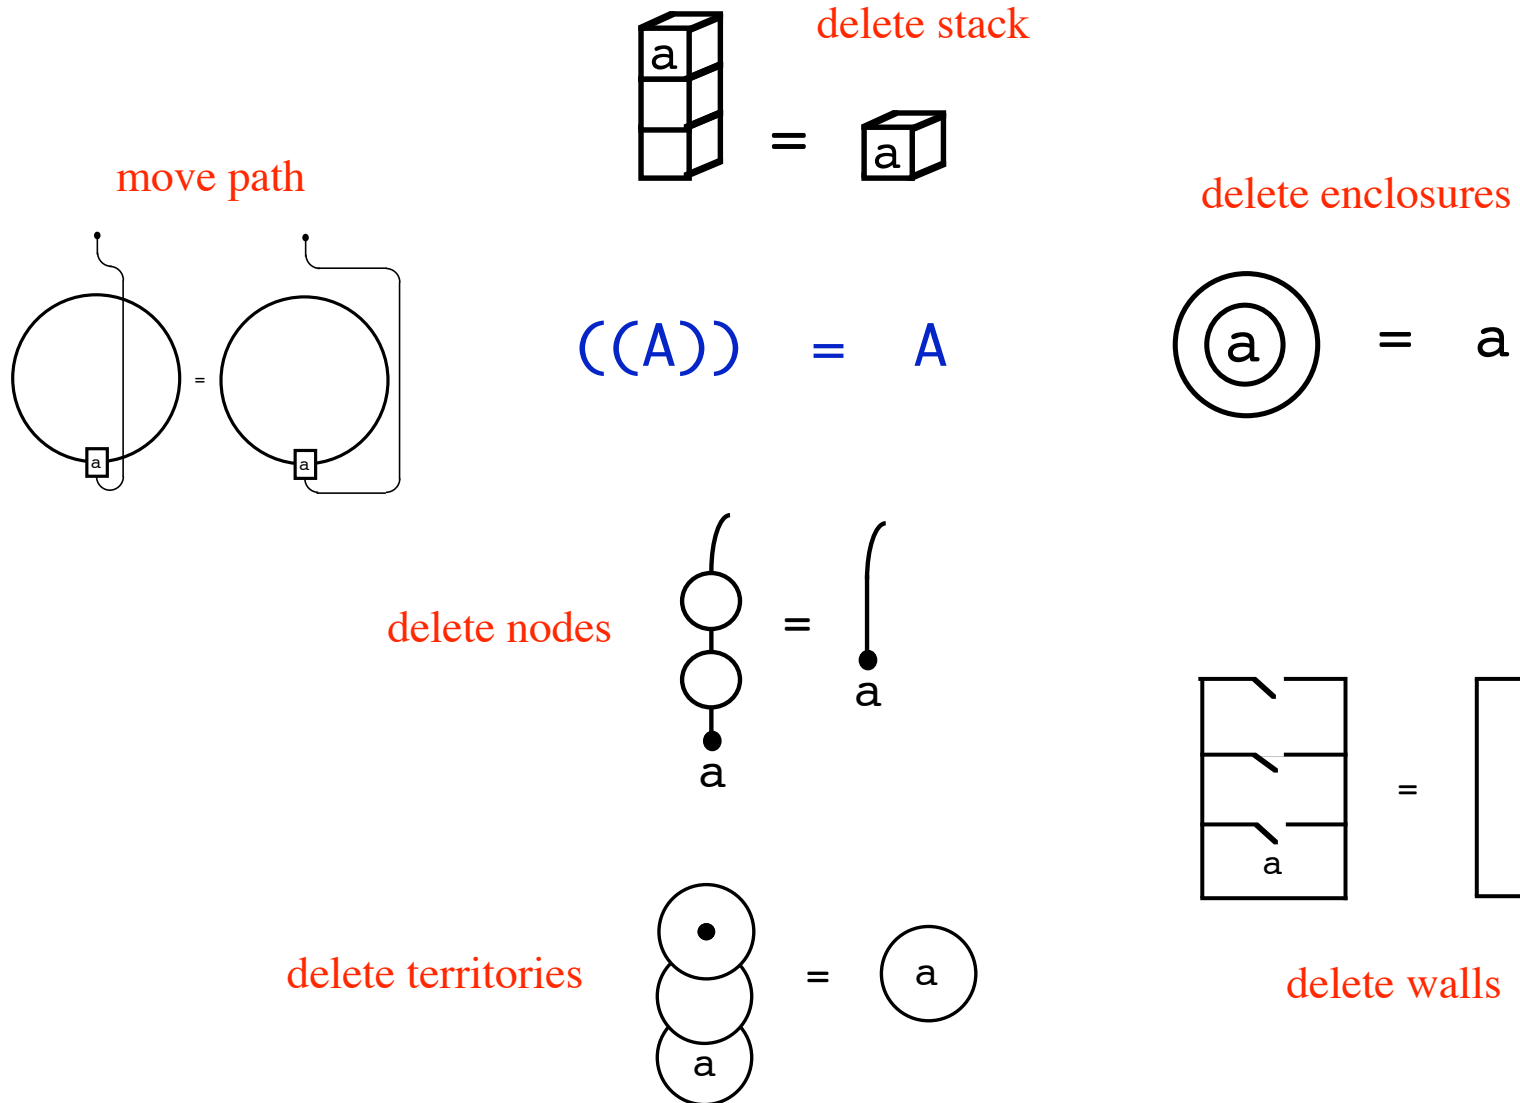 delete stack
a
= a
move path
delete enclosures
a = a
((A)) = A
a = a
delete nodes
=
a
a
=
a
delete territories
= a
a
delete walls